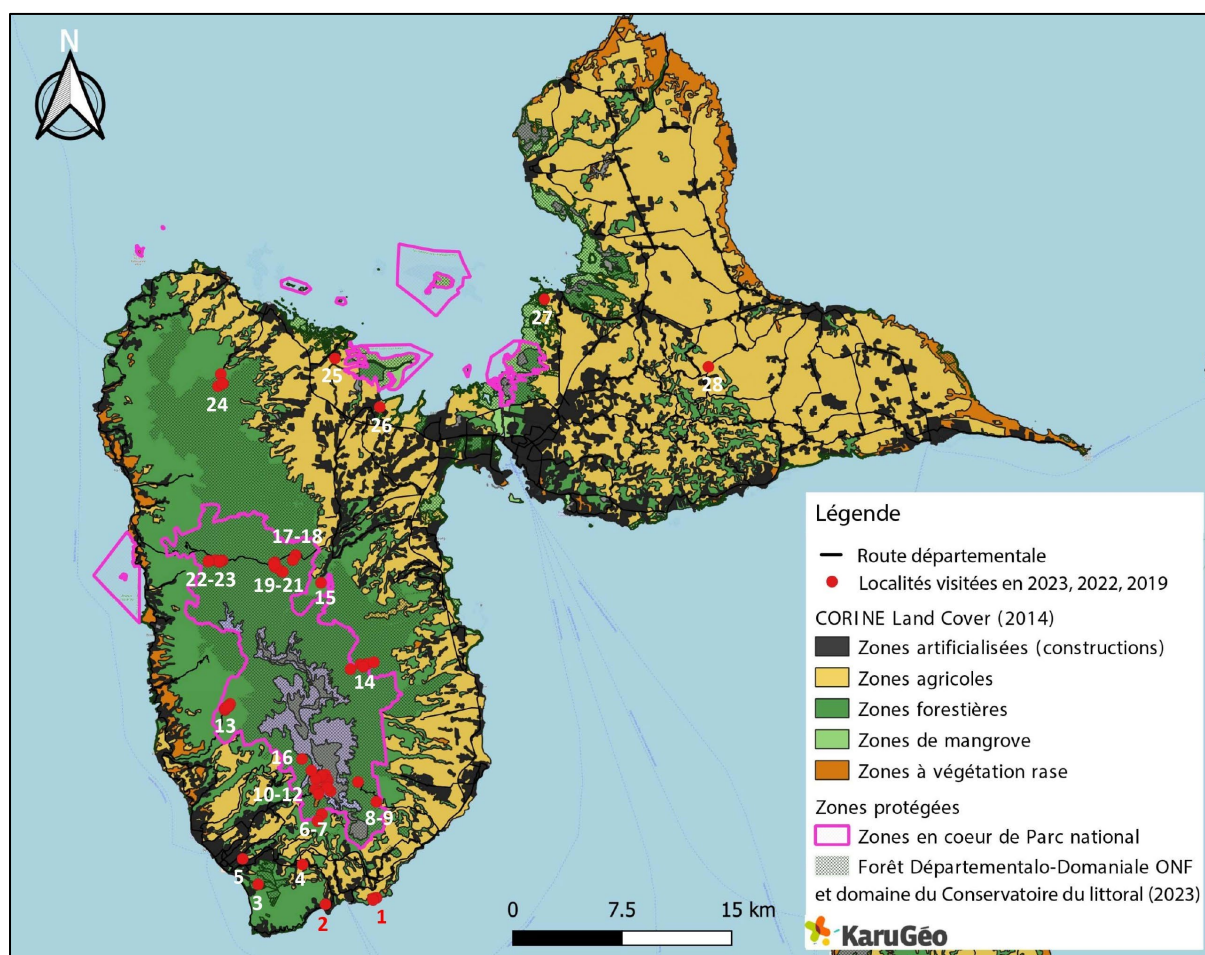 N
27
25
28
24
26
17-18
22-23
19-21
15
14
13
16
10-12
8-9
6-7
5
4
3
2
1
0
7.5
15 km
Légende
Route départementale
Localités visitées en 2023, 2022, 2019
CORINE Land Cover (2014)
Zones artificialisées (constructions)
Zones agricoles
Zones forestières
Zones de mangrove
Zones à végétation rase
Zones protégées
Zones en coeur de Parc national
Forêt Départementalo-Domaniale ONF
et domaine du Conservatoire du littoral (2023)
KaruGéo